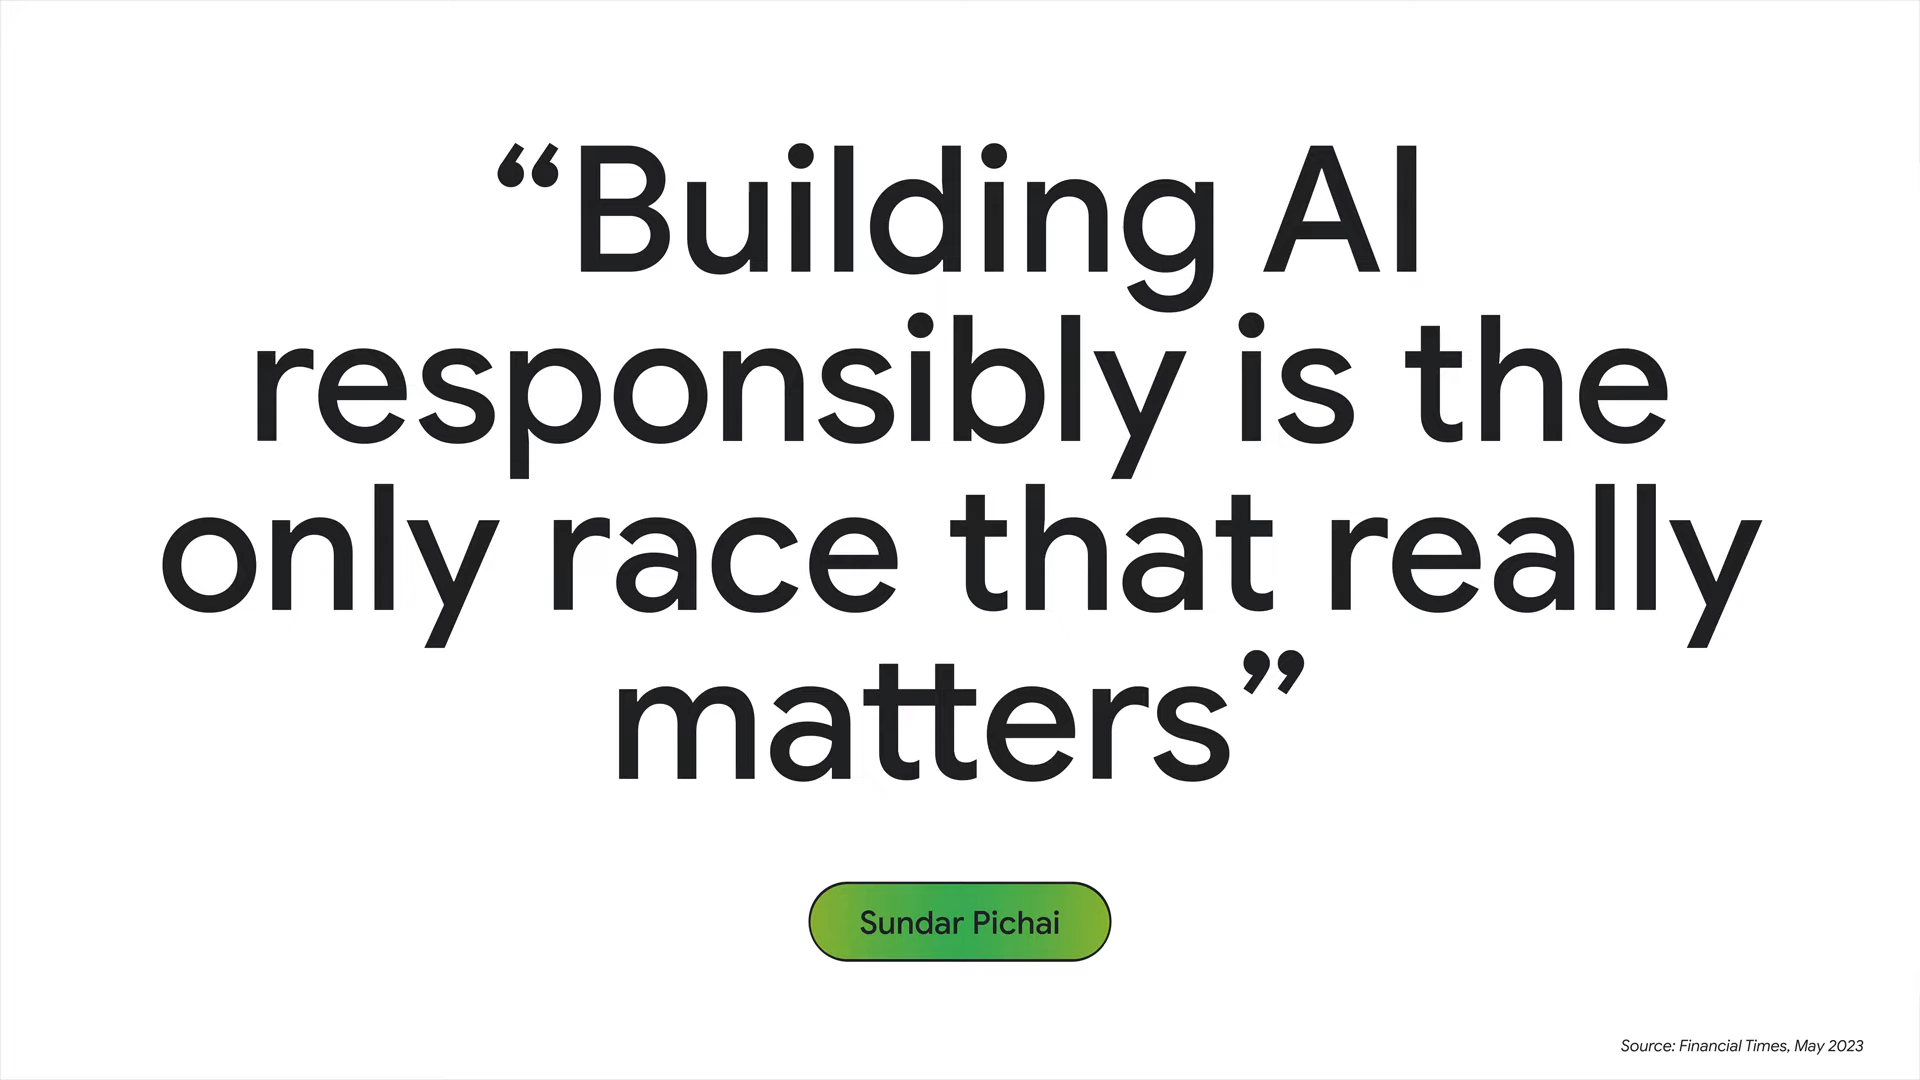 “Building AI
responsibly is the
only race that really
matters”
Sundar Pichai
Source: Financial Times, May 2023